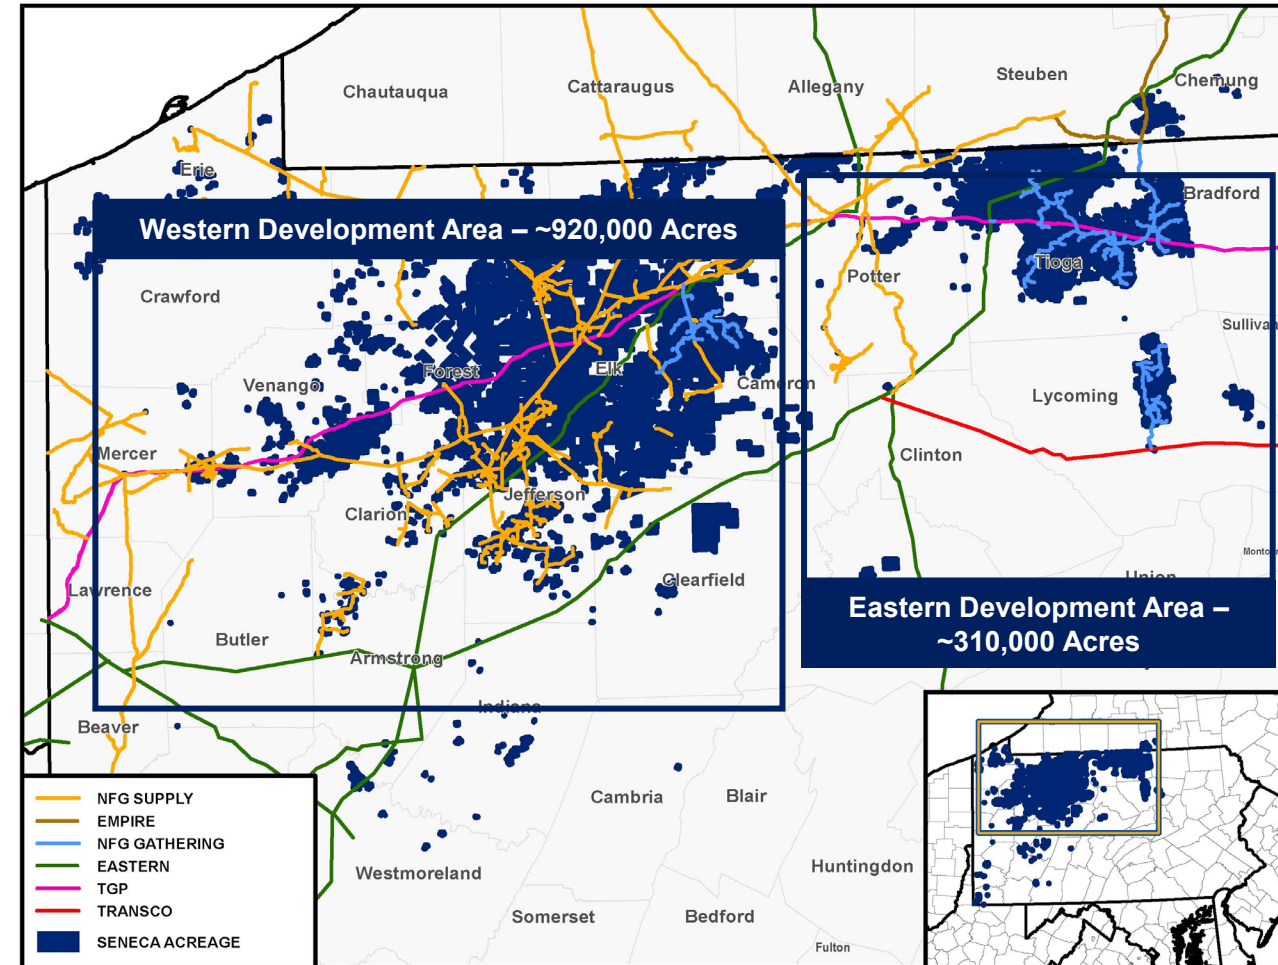 Chautauqua
Cattaraugus
Allegany
Steuben
Chemung
Erie
Western Development Area – ~920,000 Acres
Bradford
Crawford
Potter
Tioga
Sullivan
Venango
Forest
Elk
Cameron
Lycoming
Mercer
Clinton
Clarion
Jefferson
Clearfield
Lawrence
Butler
Armstrong
Eastern Development Area –
~310,000 Acres
Indiana
Beaver
Cambria
Blair
Westmoreland
Huntingdon
Somerset
Bedford
Fulton
NFG SUPPLY
EMPIRE
NFG GATHERING
EASTERN
TGP
TRANSCO
SENECA ACREAGE